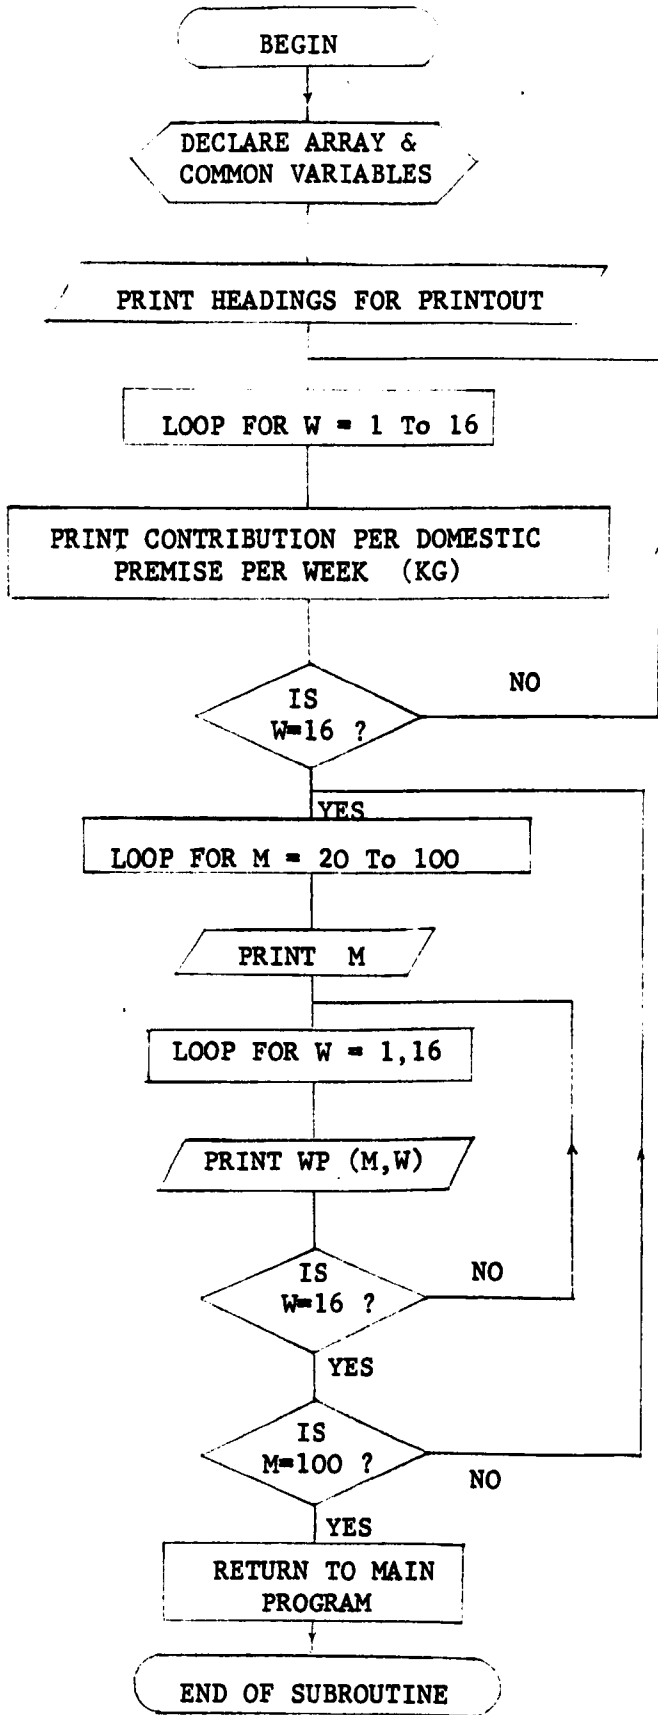 BEGIN
DECLARE ARRAY &
COMMON VARIABLES
PRINT HEADINGS FOR PRINTOUT
LOOP FOR W = 1 To 16
PRINT CONTRIBUTION PER DOMESTIC
PREMISE PER WEEK (KG)
IS
W=16 ?
NO
YES
LOOP FOR M = 20 To 100
PRINT M
LOOP FOR W = 1,16
PRINT WP (M,W)
IS
W=16 ?
NO
YES
IS
M=100 ?
NO
YES
RETURN TO MAIN
PROGRAM
END OF SUBROUTINE